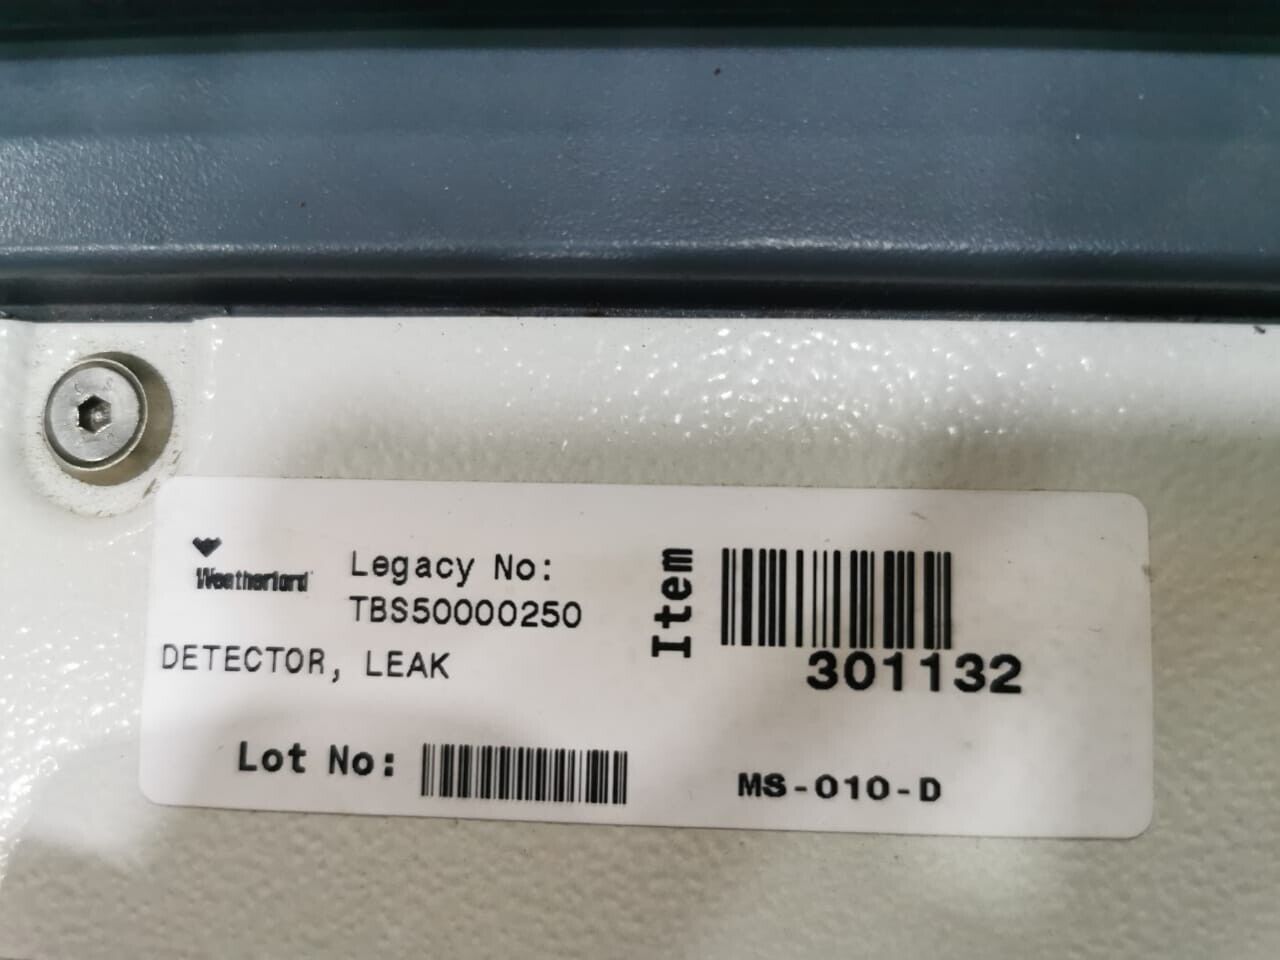 Weatherford
Legacy No:
TBS50000250
DETECTOR, LEAK
Lot No:
Item
301132
MS-010-D